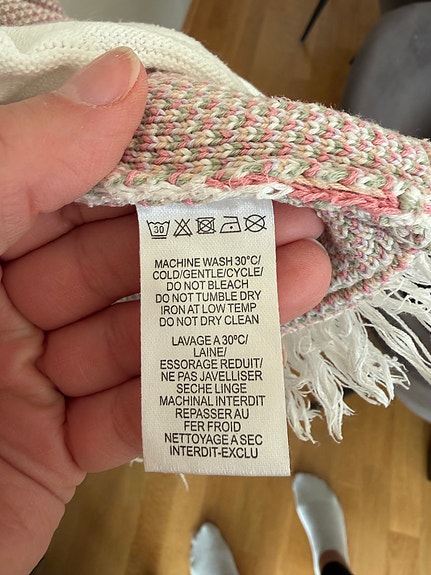 30
MACHINE WASH 30°C/
COLD/GENTLE/CYCLE/
DO NOT BLEACH
DO NOT TUMBLE DRY
IRON AT LOW TEMP
DO NOT DRY CLEAN
LAVAGE A 30°C/
LAINE/
ESSORAGE REDUIT/
NE PAS JAVELLISER
SECHE LINGE
MACHINAL INTERDIT
REPASSER AU
FER FROID
NETTOYAGE A SEC
INTERDIT-EXCLU